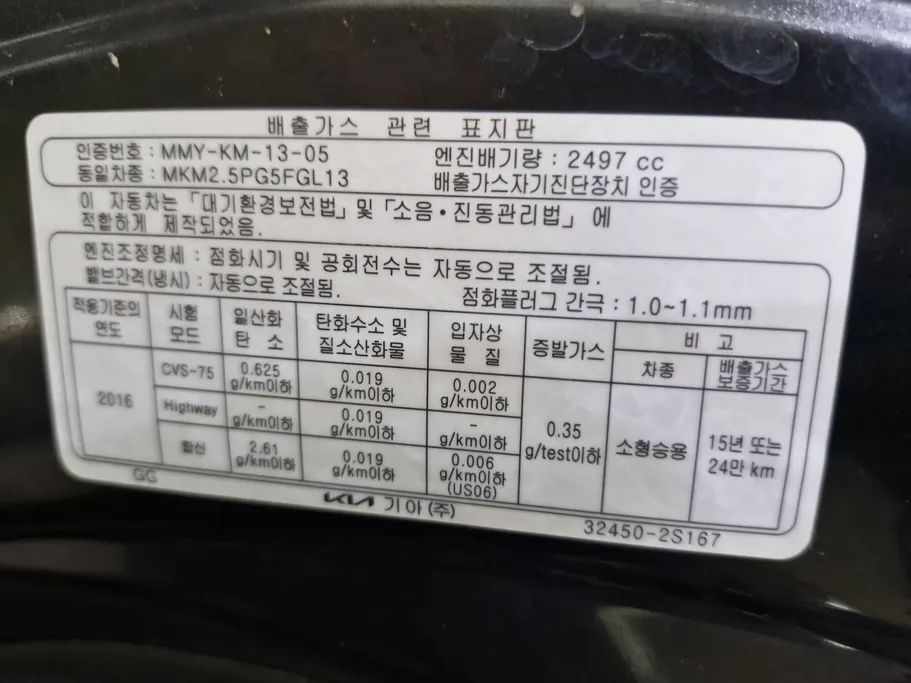 배출가스 관련 표지판
인증번호 : MMY-KM-13-05
엔진배기량 : 2497 cc
동일차종 : MKM2.5PG5FGL13
배출가스자기진단장치 인증
이 자동차는 「대기환경보전법」 및 「소음·진동관리법」 에
적합하게 제작되었음.
엔진조정명세 : 점화시기 및 공회전수는 자동으로 조절됨.
밸브간격(냉시) : 자동으로 조절됨.
점화플러그 간극 : 1.0~1.1mm
적용기준의 연도 시험 모드 일산화 탄소 탄화수소 및 질소산화물 입자상 물질 증발가스 비고
차종 배출가스 보증기간
2016
CVS-75 0.625 g/km이하 0.019 g/km이하 0.002 g/km이하
Highway - g/km이하 0.019 g/km이하 - g/km이하
합산 2.61 g/km이하 0.019 g/km이하 0.006 g/km이하 (US06)
0.35 g/test이하
소형승용
15년 또는 24만 km
GG
KIA 기아 (주)
32450-2S167